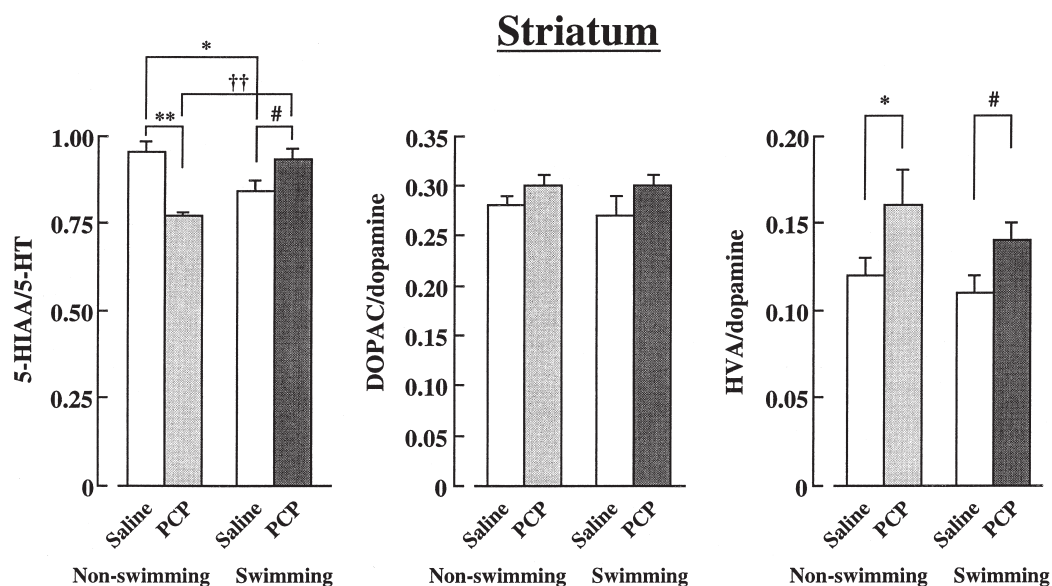 Striatum
*
††
**
#
5-HIAA/5-HT
1.00
0.75
0.50
0.25
0
Saline
PCP
Saline
PCP
Non-swimming
Swimming
DOPAC/dopamine
0.35
0.30
0.25
0.20
0.15
0.10
0.05
0
Saline
PCP
Saline
PCP
Non-swimming
Swimming
*
#
HVA/dopamine
0.20
0.15
0.10
0.05
0
Saline
PCP
Saline
PCP
Non-swimming
Swimming